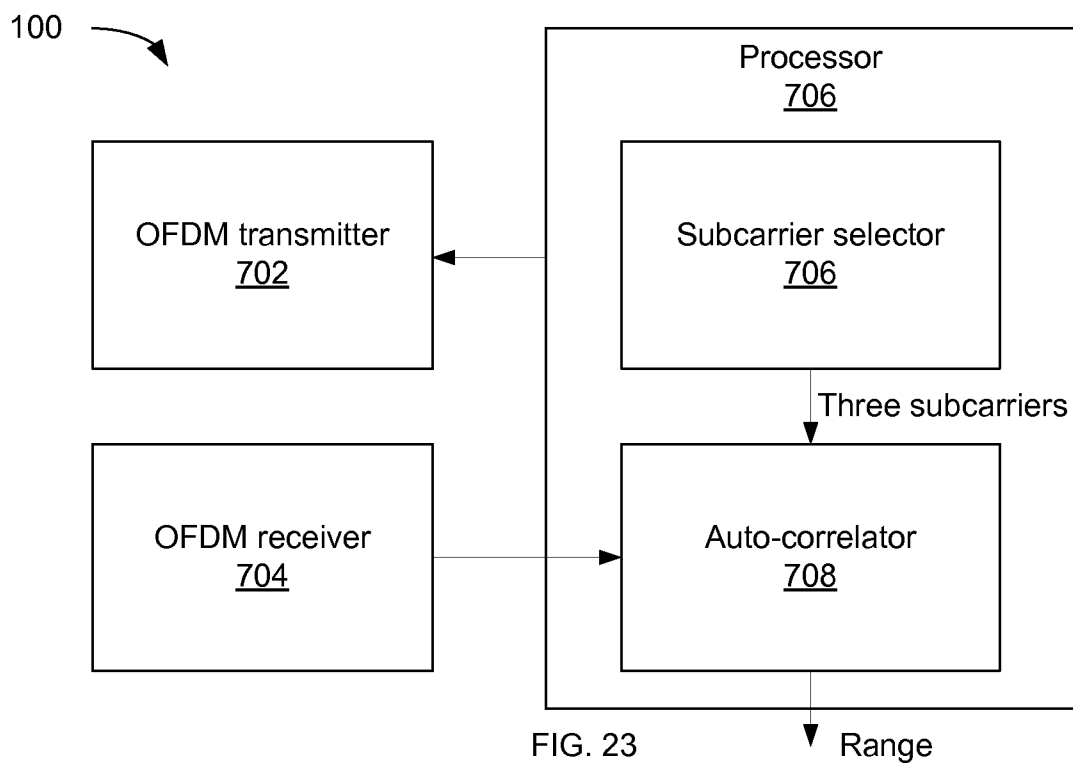 100
Processor
706
OFDM transmitter
702
Subcarrier selector
706
Three subcarriers
OFDM receiver
704
Auto-correlator
708
FIG. 23
Range